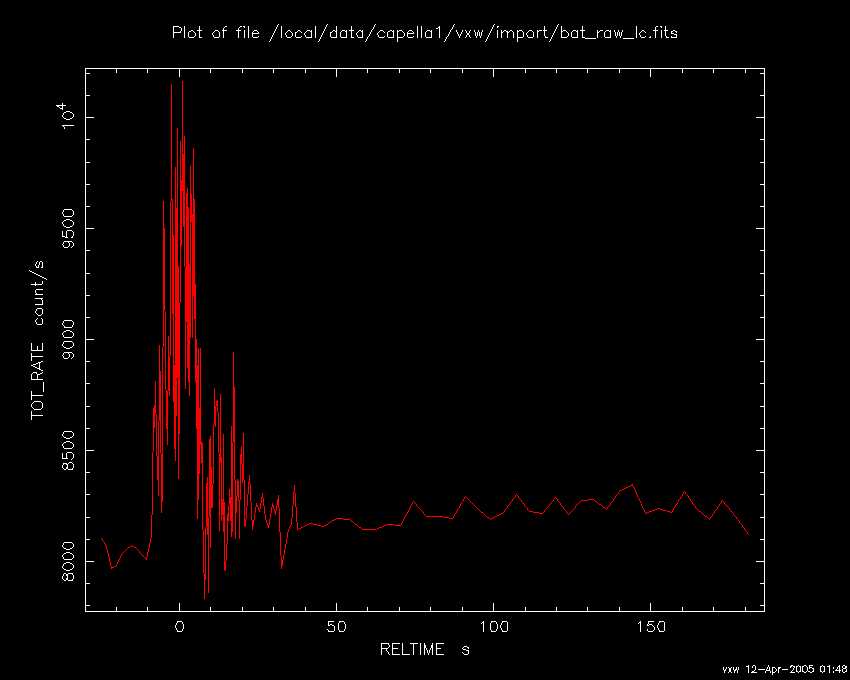 Plot of file /local/data/capella1/vxw/import/bat_raw_lc.fits
TOT_RATE count/s
10^4
9500
9000
8500
8000
0 50 100 150
RELTIME s
vxw 12-Apr-2005 01:48